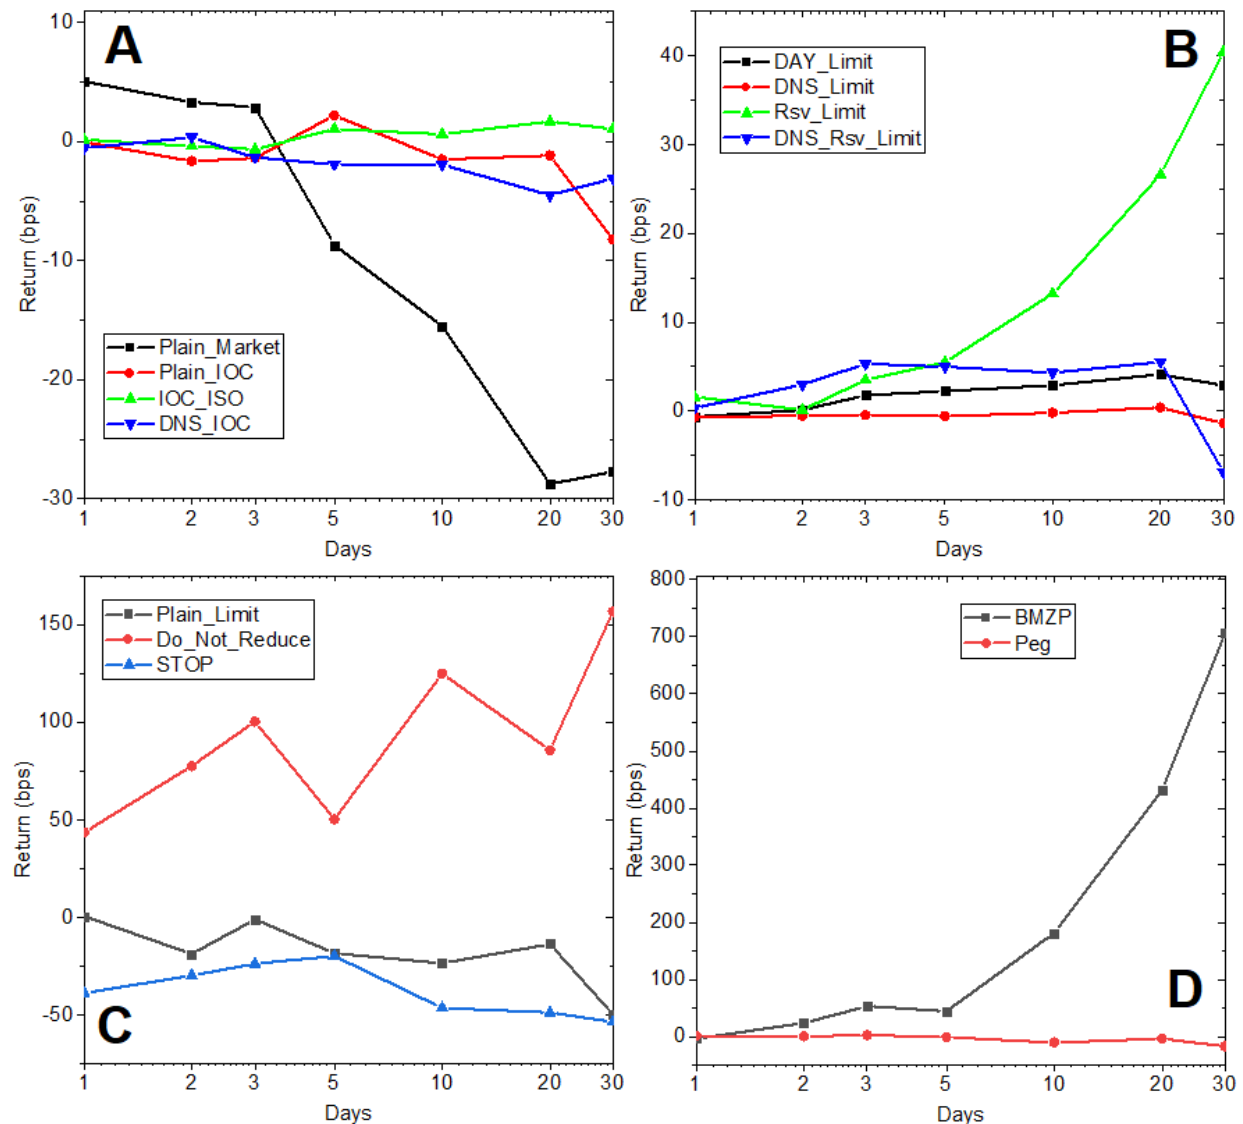 A
10
0
-10
-20
-30
Return (bps)
Plain_Market
Plain_IOC
IOC_ISO
DNS_IOC
1 2 3 5 10 20 30
Days
B
40
30
20
10
0
-10
Return (bps)
DAY_Limit
DNS_Limit
Rsv_Limit
DNS_Rsv_Limit
1 2 3 5 10 20 30
Days
C
150
100
50
0
-50
Return (bps)
Plain_Limit
Do_Not_Reduce
STOP
1 2 3 5 10 20 30
Days
D
800
700
600
500
400
300
200
100
0
Return (bps)
BMZP
Peg
1 2 3 5 10 20 30
Days